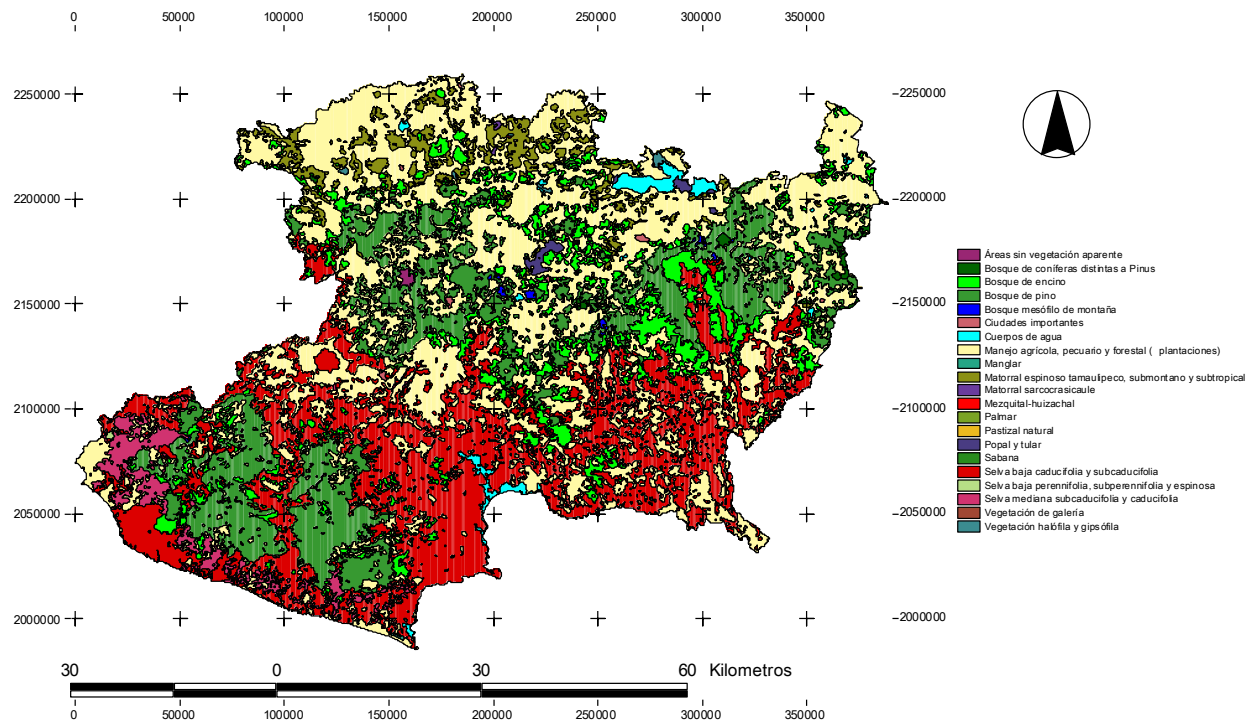 0 50000 100000 150000 200000 250000 300000 350000
2250000
2200000
2150000
2100000
2050000
2000000
−2250000
−2200000
−2150000
−2100000
−2050000
−2000000
Áreas sin vegetación aparente
Bosque de coníferas distintas a Pinus
Bosque de encino
Bosque de pino
Bosque mesófilo de montaña
Ciudades importantes
Cuerpos de agua
Manejo agrícola, pecuario y forestal ( plantaciones)
Manglar
Matorral espinoso tamaulipeco, submontano y subtropical
Matorral sarcocrasicaule
Mezquital-huizachal
Palmar
Pastizal natural
Popal y tular
Sabana
Selva baja caducifolia y subcaducifolia
Selva baja perennifolia, subperennifolia y espinosa
Selva mediana subcaducifolia y caducifolia
Vegetación de galería
Vegetación halófila y gipsófila
30 0 30 60 Kilometros
0 50000 100000 150000 200000 250000 300000 350000